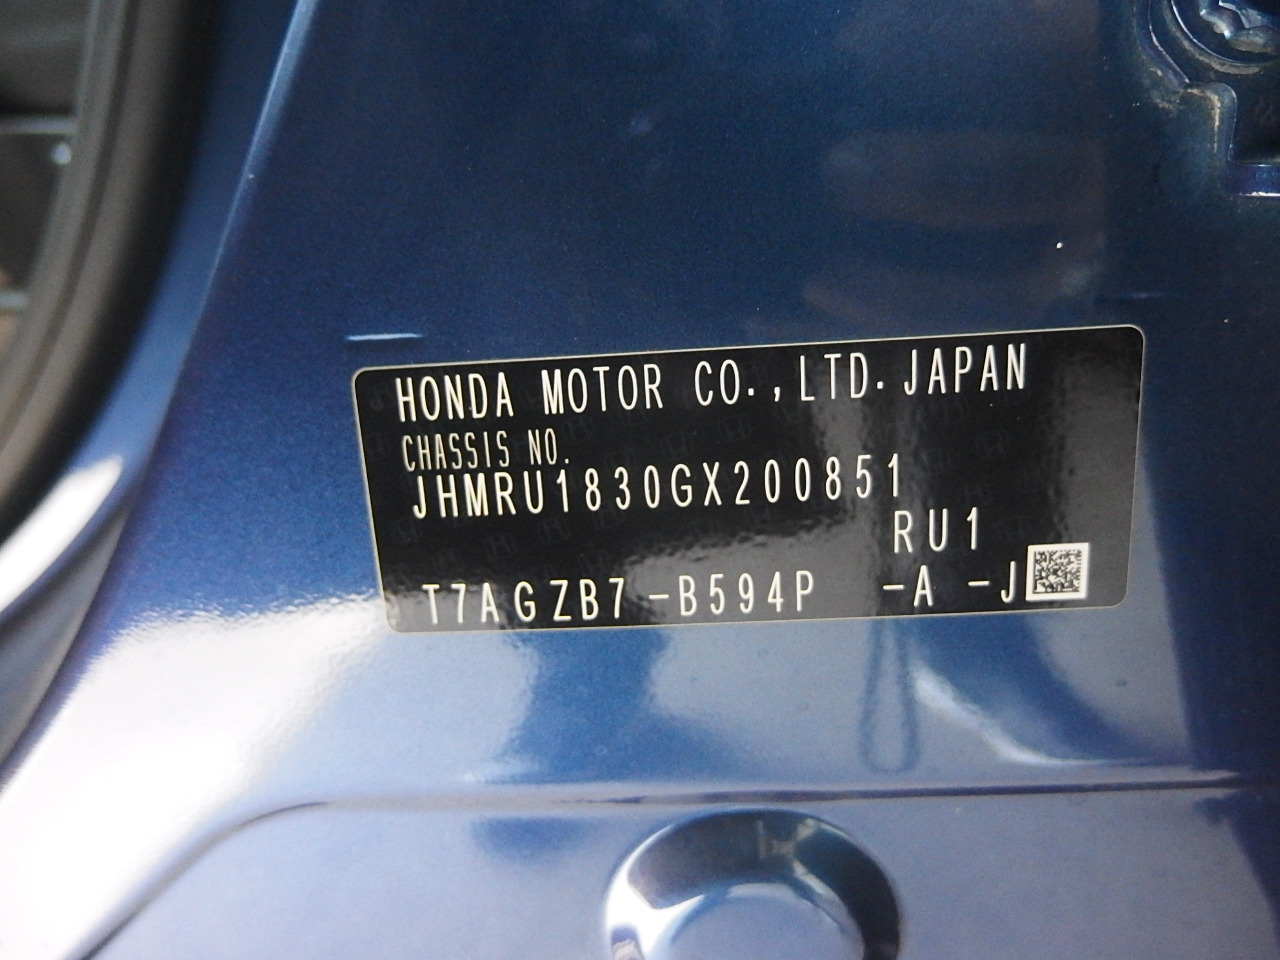 HONDA MOTOR CO.,LTD. JAPAN
CHASSIS NO.
JHMRU1830GX200851
RU1
T7AGZB7-B594P -A -J